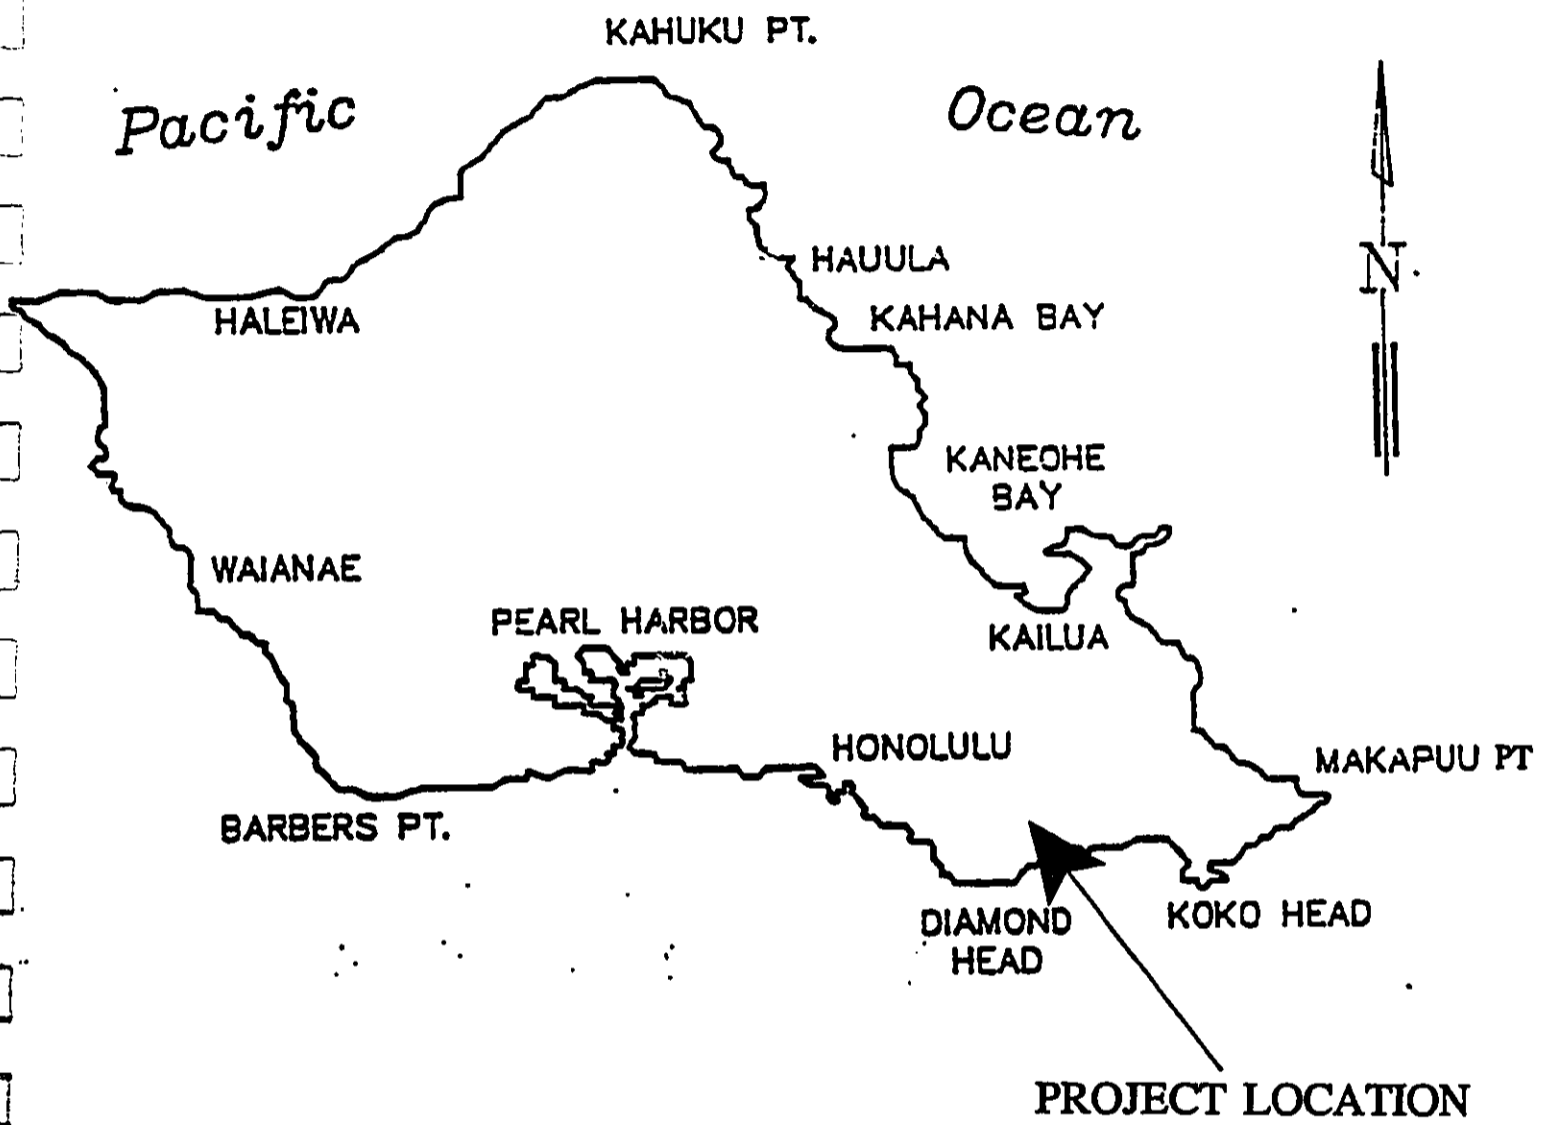 KAHUKU PT.
Pacific
Ocean
N
HAUULA
KAHANA BAY
HALEIWA
KANEOHE
BAY
WAIANAE
PEARL HARBOR
KAILUA
HONOLULU
MAKAPUU PT
BARBERS PT.
DIAMOND
HEAD
KOKO HEAD
PROJECT LOCATION